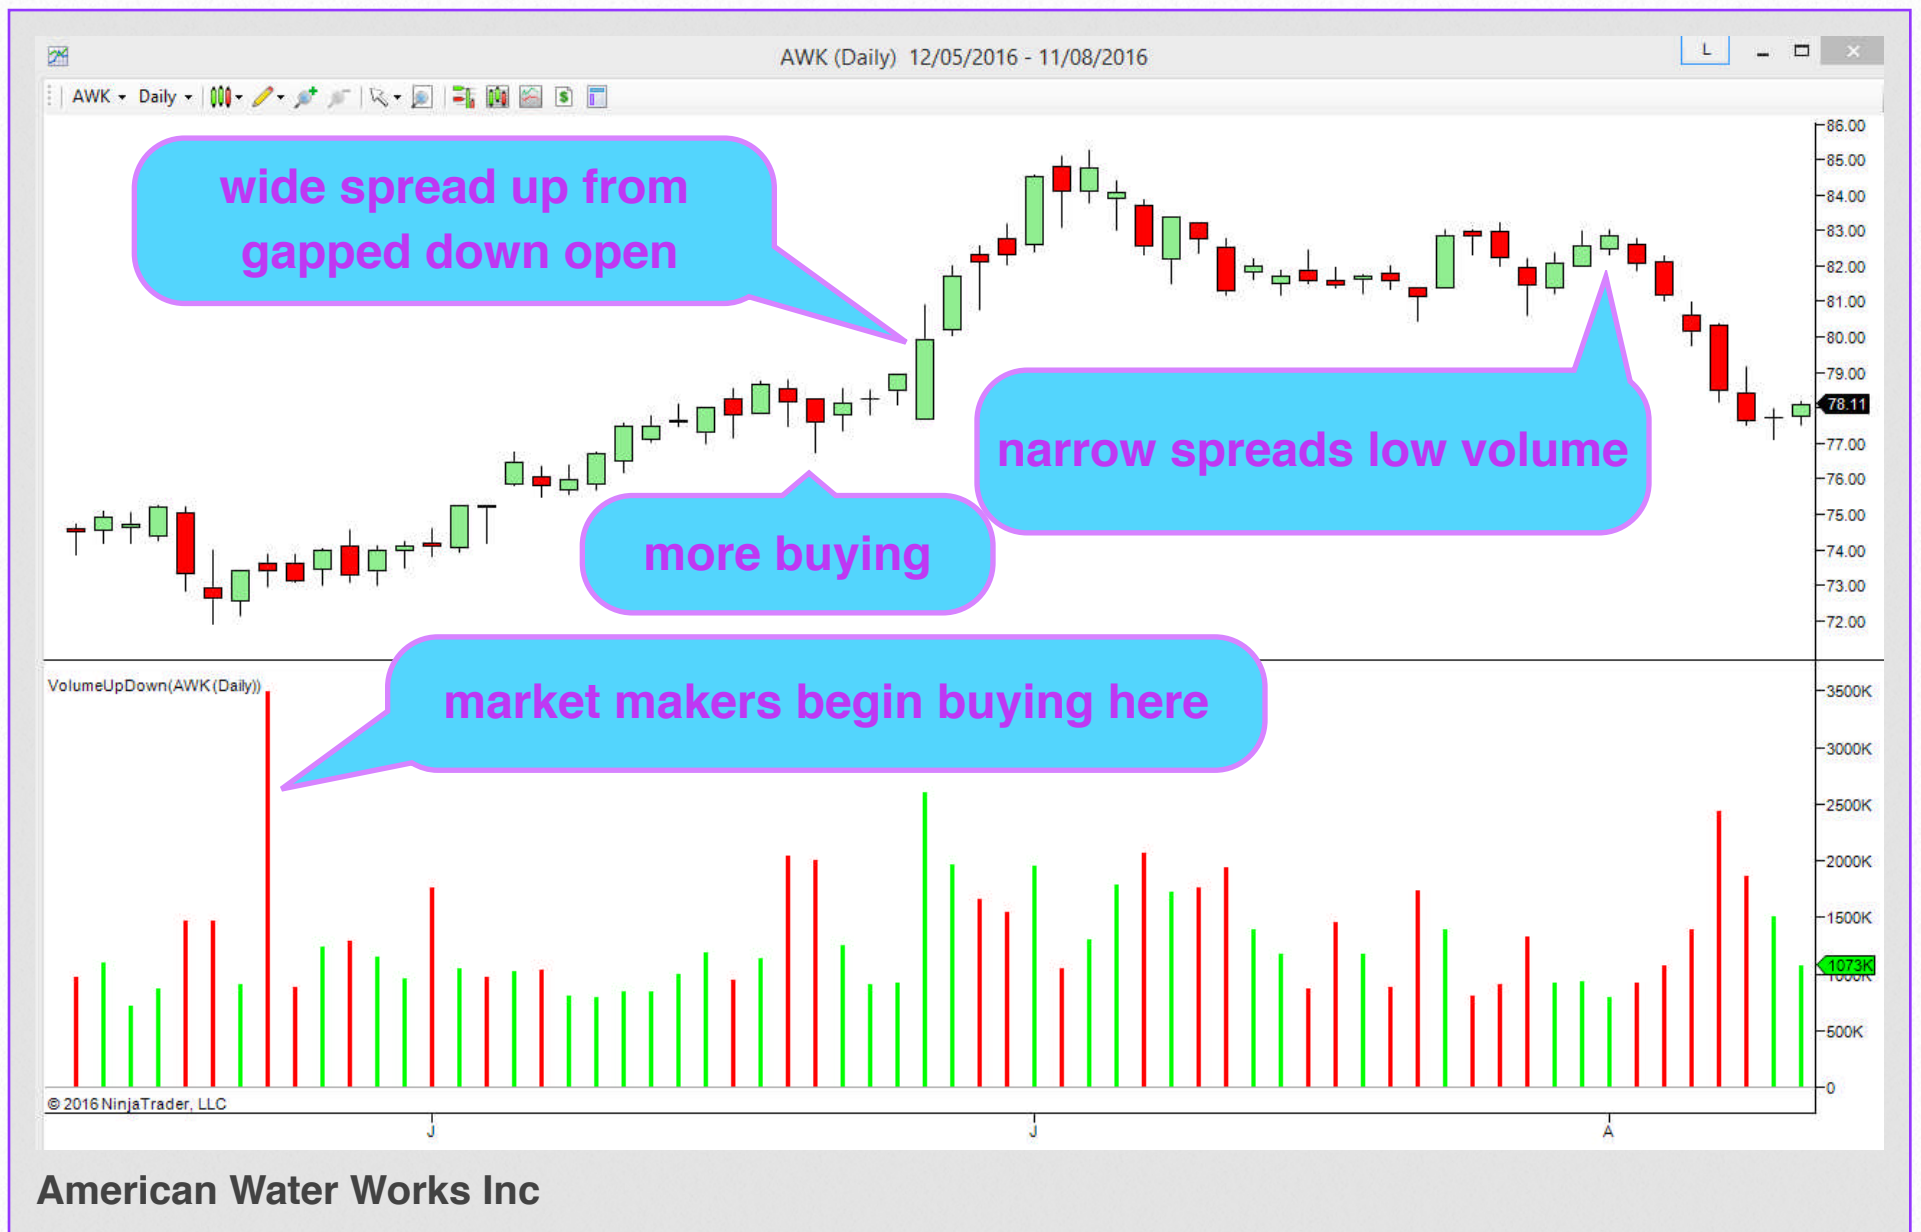 AWK (Daily) 12/05/2016 - 11/08/2016
L
AWK Daily
86.00
wide spread up from
gapped down open
85.00
84.00
83.00
82.00
81.00
80.00
79.00
78.11
narrow spreads low volume
77.00
76.00
75.00
more buying
74.00
73.00
72.00
VolumeUpDown(AWK (Daily))
market makers begin buying here
3500K
3000K
2500K
2000K
1500K
1073K
1000K
500K
0
© 2016 NinjaTrader, LLC
J J A
American Water Works Inc